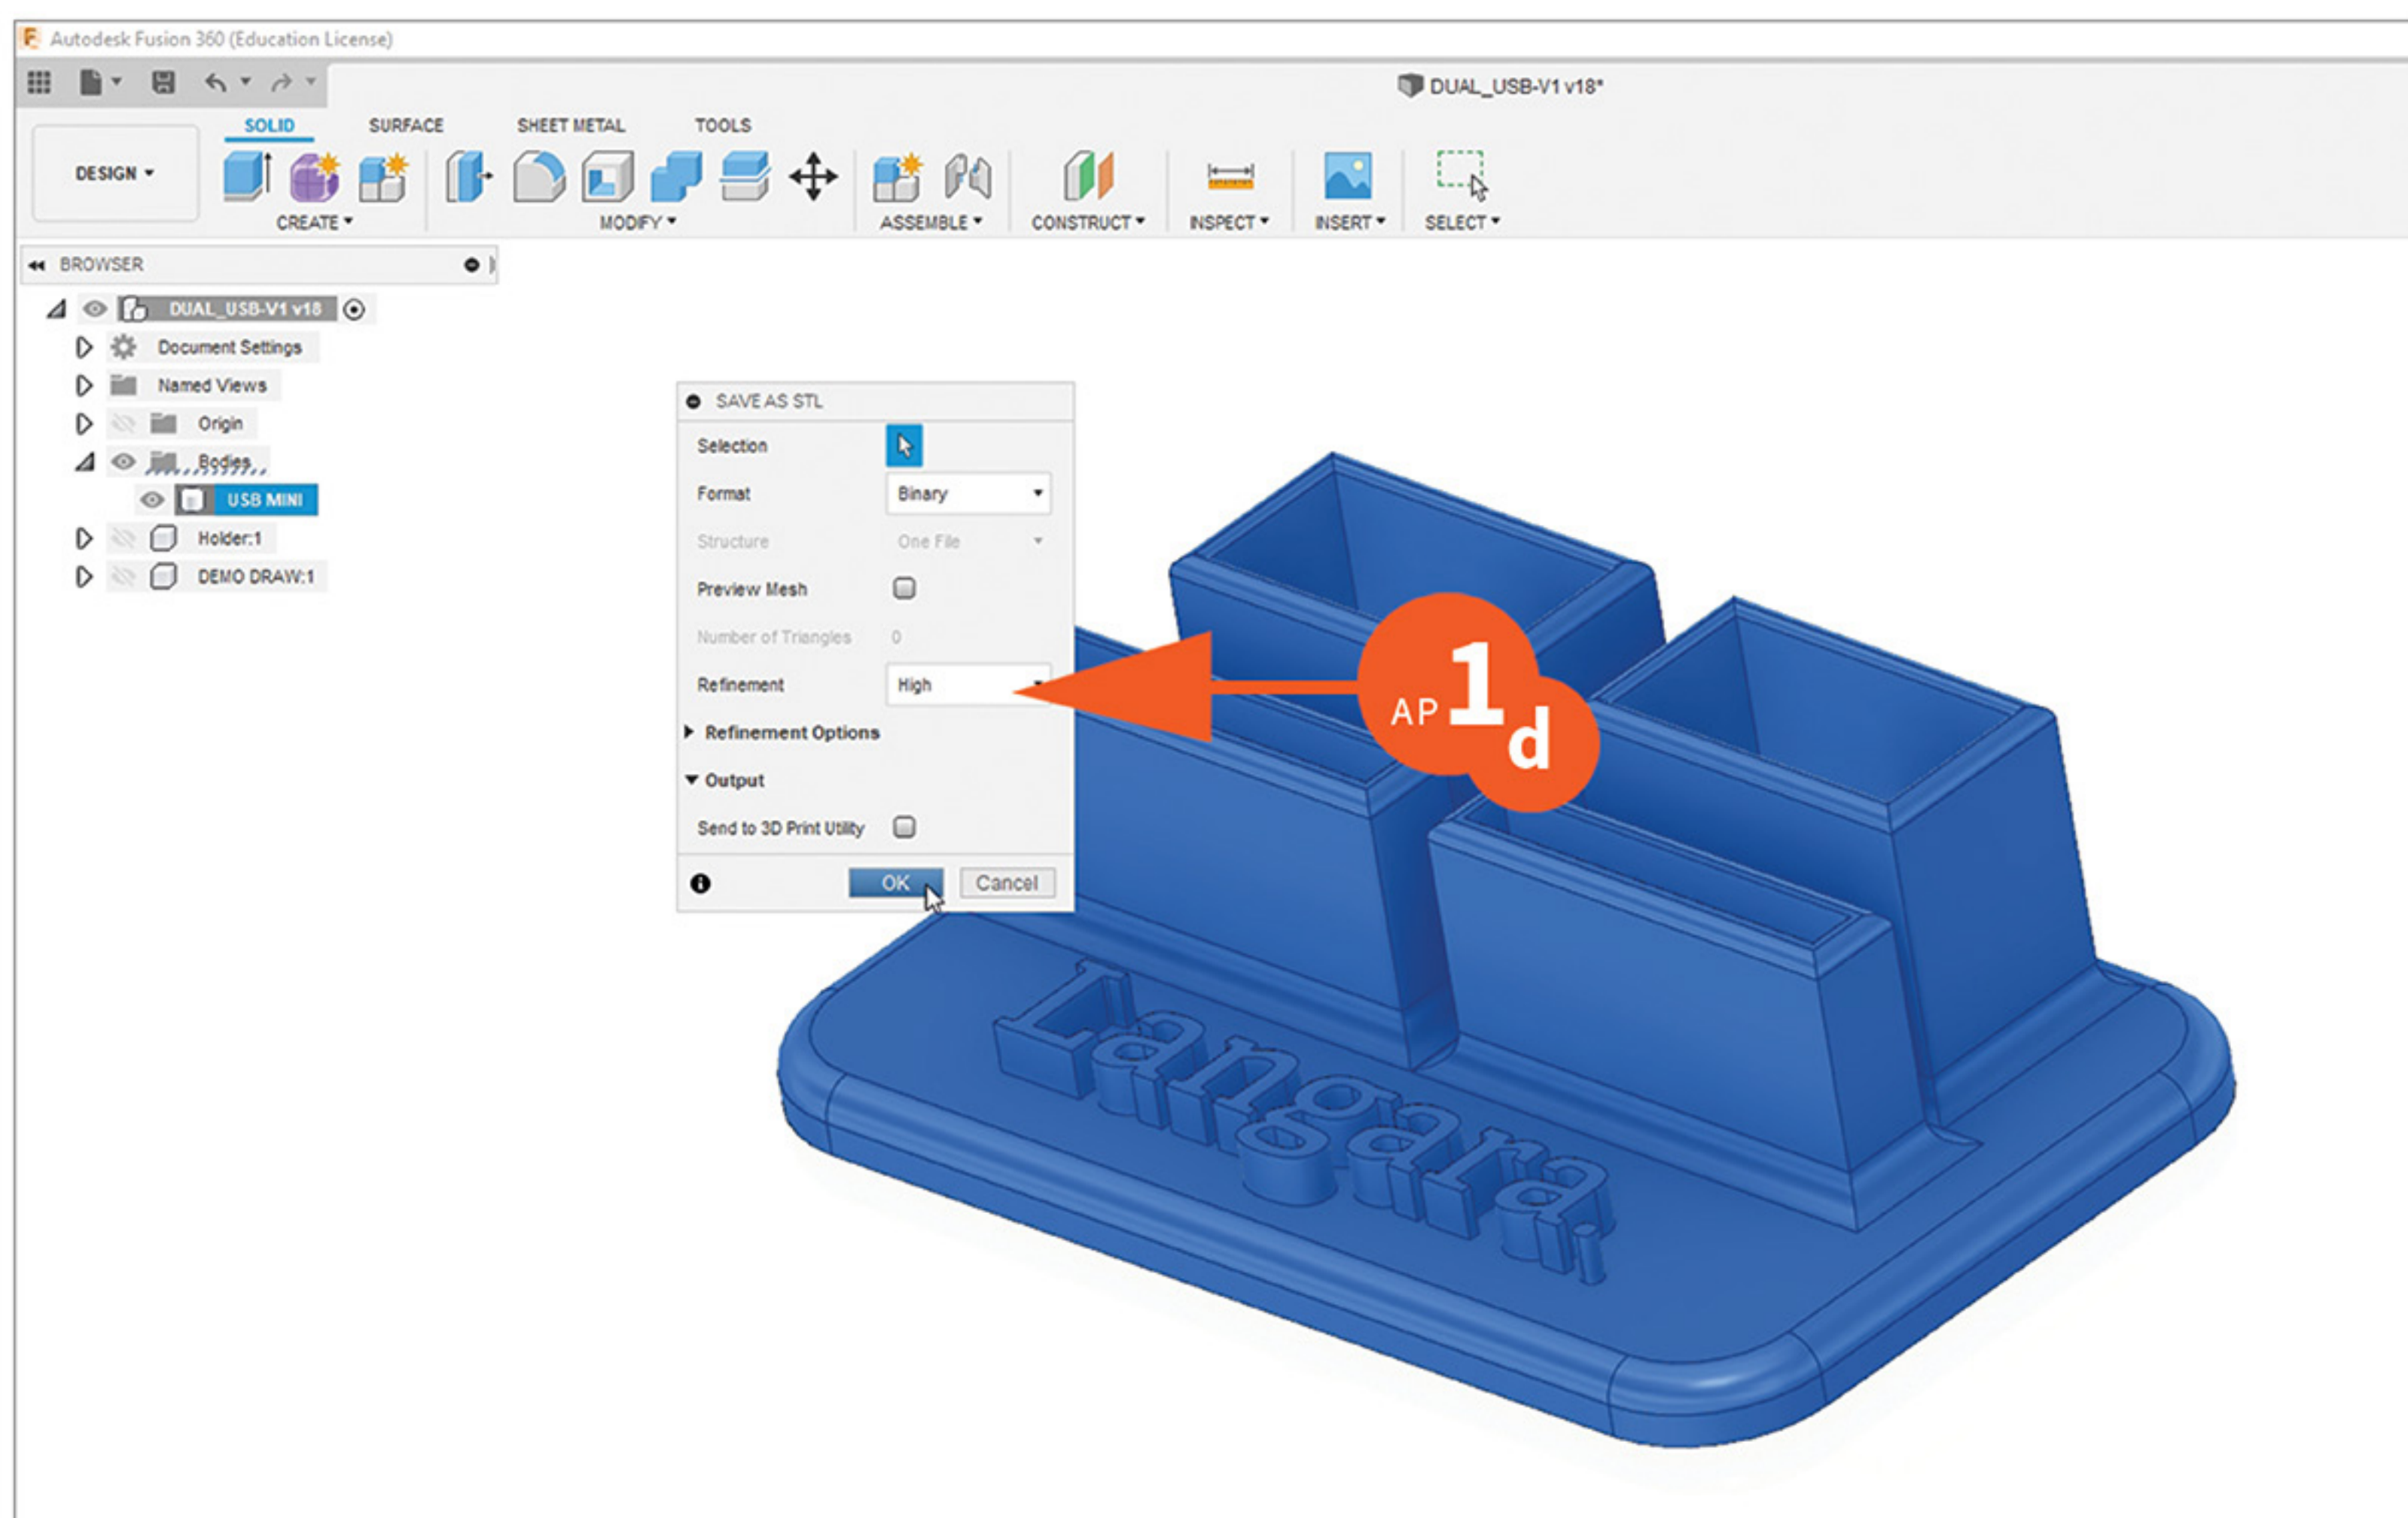 Autodesk Fusion 360 (Education License)
DUAL_USB-V1 v18*
SOLID SURFACE SHEET METAL TOOLS
DESIGN
CREATE MODIFY ASSEMBLE CONSTRUCT INSPECT INSERT SELECT
BROWSER
DUAL_USB-V1 v18
Document Settings
Named Views
Origin
Bodies
USB MINI
Holder:1
DEMO DRAW:1
SAVE AS STL
Selection
Format Binary
Structure One File
Preview Mesh
Number of Triangles 0
Refinement High
Refinement Options
Output
Send to 3D Print Utility
OK Cancel
AP 1 d
Langara